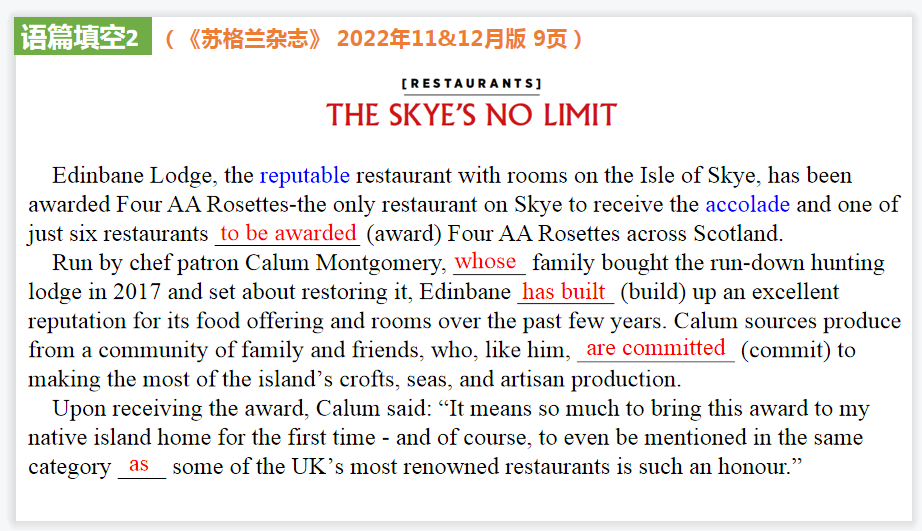 语篇填空2 （《苏格兰杂志》 2022年11&12月版 9页）
[RESTAURANTS]
THE SKYE'S NO LIMIT
Edinbane Lodge, the reputable restaurant with rooms on the Isle of Skye, has been
awarded Four AA Rosettes-the only restaurant on Skye to receive the accolade and one of
just six restaurants to be awarded (award) Four AA Rosettes across Scotland.
Run by chef patron Calum Montgomery, whose family bought the run-down hunting
lodge in 2017 and set about restoring it, Edinbane has built (build) up an excellent
reputation for its food offering and rooms over the past few years. Calum sources produce
from a community of family and friends, who, like him, are committed (commit) to
making the most of the island's crofts, seas, and artisan production.
Upon receiving the award, Calum said: “It means so much to bring this award to my
native island home for the first time - and of course, to even be mentioned in the same
category as some of the UK's most renowned restaurants is such an honour.”